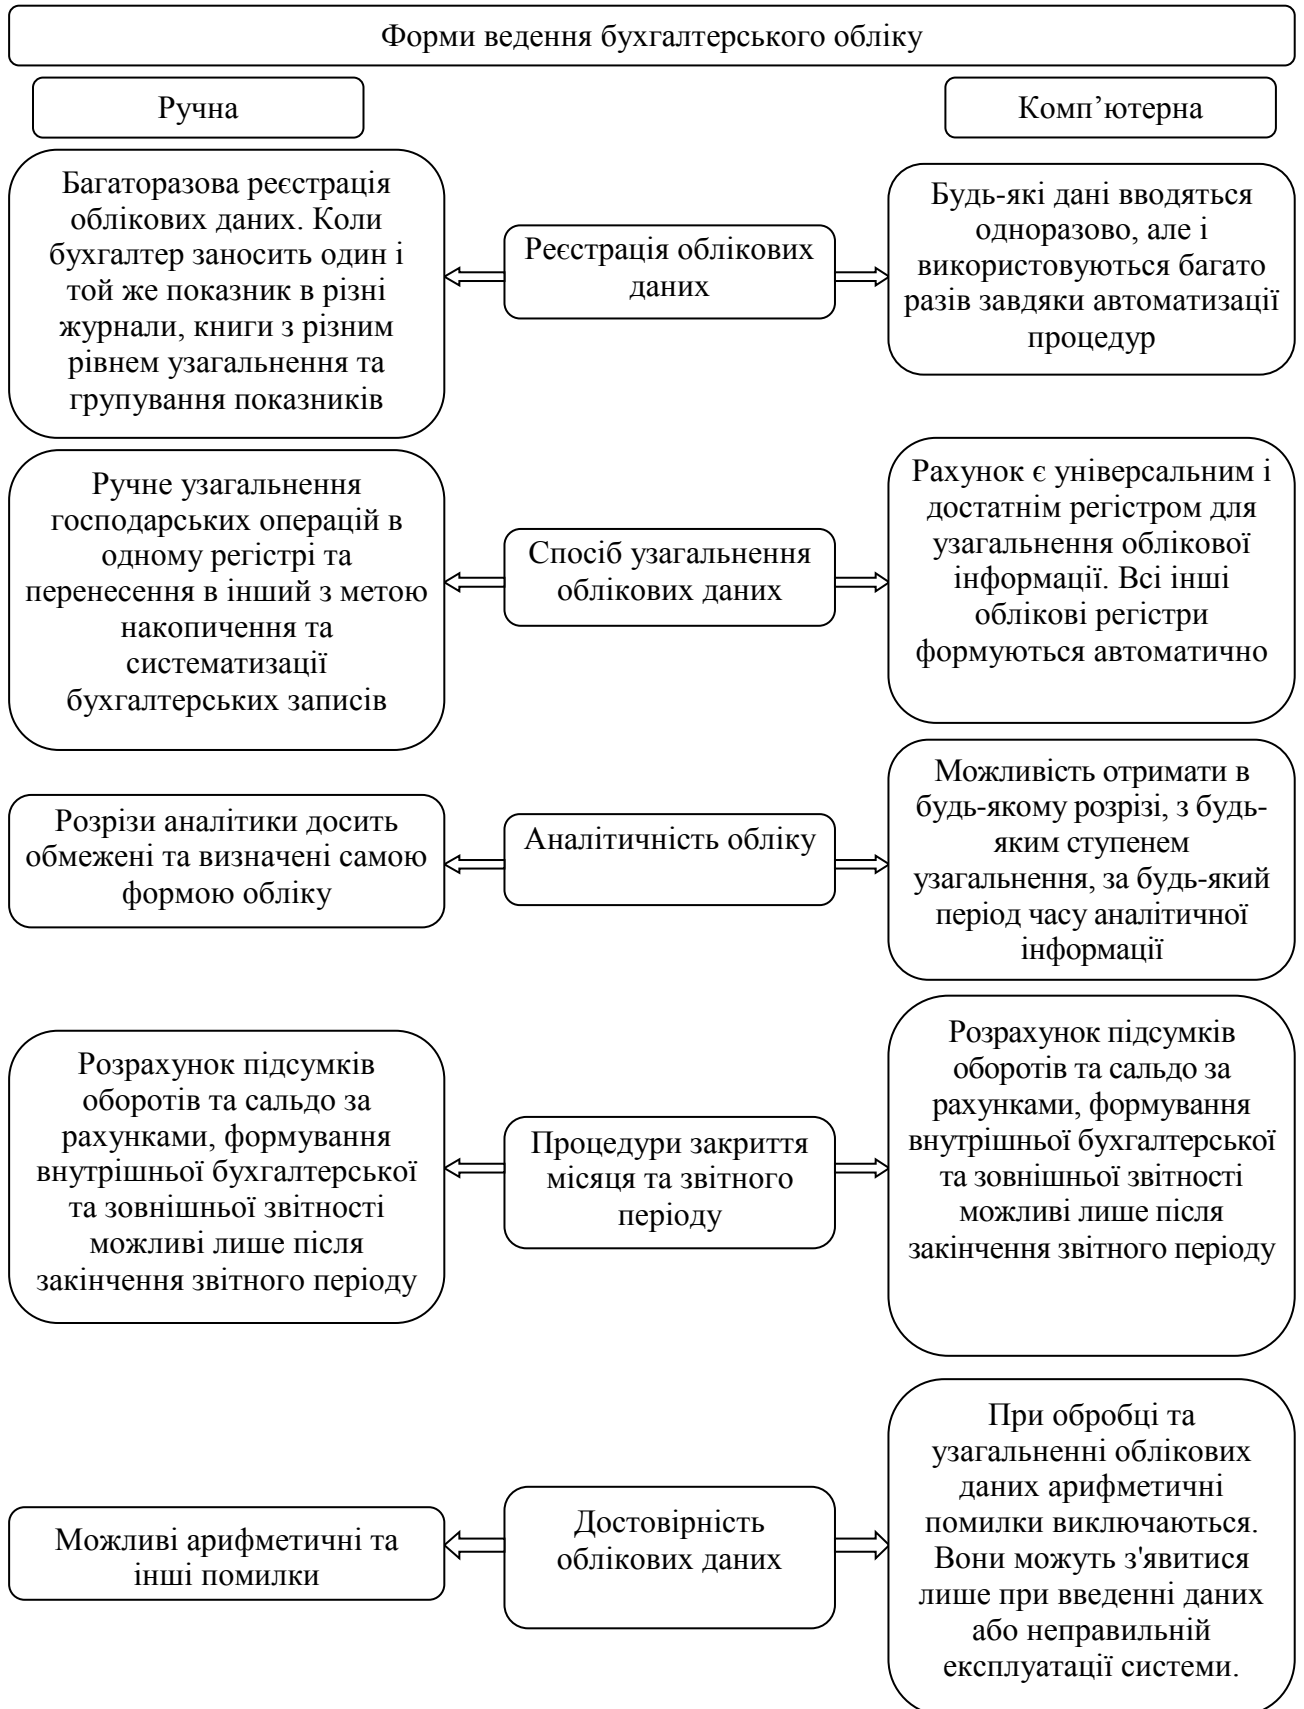 Форми ведення бухгалтерського обліку
Ручна
Комп’ютерна
Багаторазова реєстрація
облікових даних. Коли
бухгалтер заносить один і
той же показник в різні
журнали, книги з різним
рівнем узагальнення та
групування показників
Реєстрація облікових
даних
Будь-які дані вводяться
одноразово, але і
використовуються багато
разів завдяки автоматизації
процедур
Ручне узагальнення
господарських операцій в
одному регістрі та
перенесення в інший з метою
накопичення та
систематизації
бухгалтерських записів
Спосіб узагальнення
облікових даних
Рахунок є універсальним і
достатнім регістром для
узагальнення облікової
інформації. Всі інші
облікові регістри
формуються автоматично
Розрізи аналітики досить
обмежені та визначені самою
формою обліку
Аналітичність обліку
Можливість отримати в
будь-якому розрізі, з будь-
яким ступенем
узагальнення, за будь-який
період часу аналітичної
інформації
Розрахунок підсумків
оборотів та сальдо за
рахунками, формування
внутрішньої бухгалтерської
та зовнішньої звітності
можливі лише після
закінчення звітного періоду
Процедури закриття
місяця та звітного
періоду
Розрахунок підсумків
оборотів та сальдо за
рахунками, формування
внутрішньої бухгалтерської
та зовнішньої звітності
можливі лише після
закінчення звітного періоду
Можливі арифметичні та
інші помилки
Достовірність
облікових даних
При обробці та
узагальненні облікових
даних арифметичні
помилки виключаються.
Вони можуть з'явитися
лише при введенні даних
або неправильній
експлуатації системи.